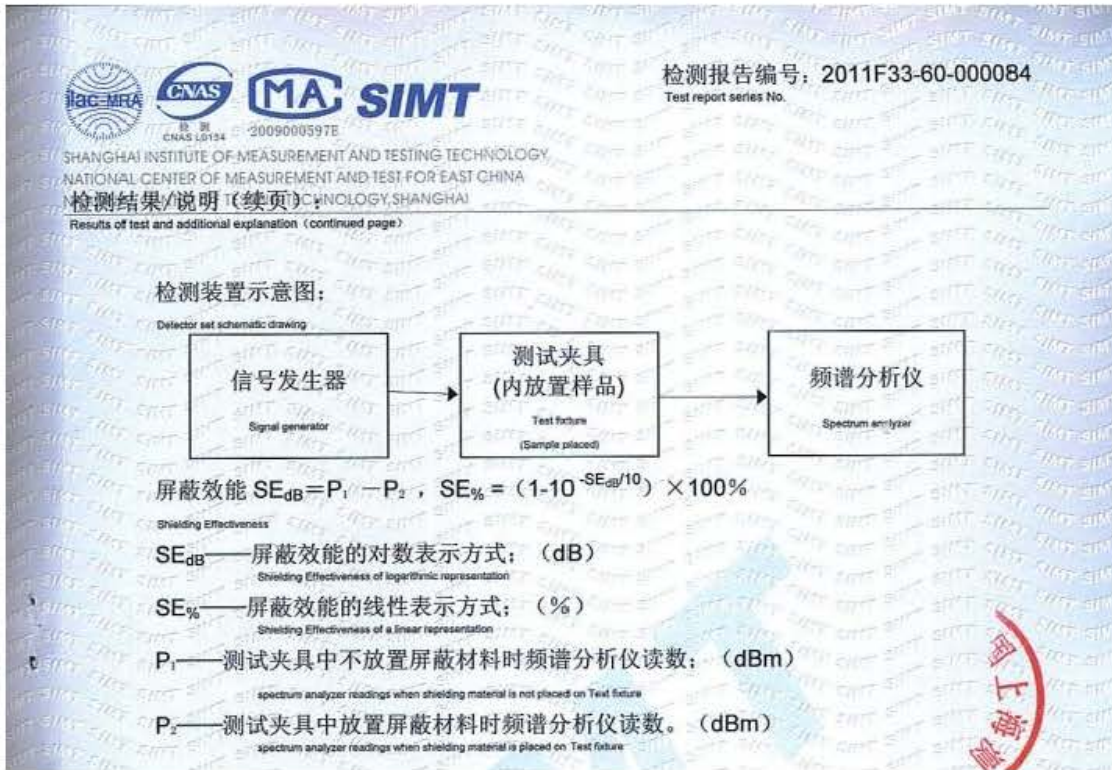 检测报告编号：2011F33-60-000084
Test report series No.
ilac-MRA
CNAS
检 测
CNAS L0134
MA
2009000597B
SIMT
SHANGHAI INSTITUTE OF MEASUREMENT AND TESTING TECHNOLOGY
NATIONAL CENTER OF MEASUREMENT AND TEST FOR EAST CHINA
检测结果/说明（续页）：
TECHNOLOGY, SHANGHAI
Results of test and additional explanation（continued page）
检测装置示意图：
Detector set schematic drawing
信号发生器
Signal generator
测试夹具
(内放置样品)
Test fixture
(Sample placed)
频谱分析仪
Spectrum analyzer
屏蔽效能 SEdB＝P₁－P₂ ，SE%＝（1-10^-SEdB/10）×100%
Shielding Effectiveness
SEdB——屏蔽效能的对数表示方式；（dB）
Shielding Effectiveness of logarithmic representation
SE%——屏蔽效能的线性表示方式；（%）
Shielding Effectiveness of a linear representation
P₁——测试夹具中不放置屏蔽材料时频谱分析仪读数；（dBm）
spectrum analyzer readings when shielding material is not placed on Text fixture
P₂——测试夹具中放置屏蔽材料时频谱分析仪读数。（dBm）
spectrum analyzer readings when shielding material is placed on Test fixture
上海